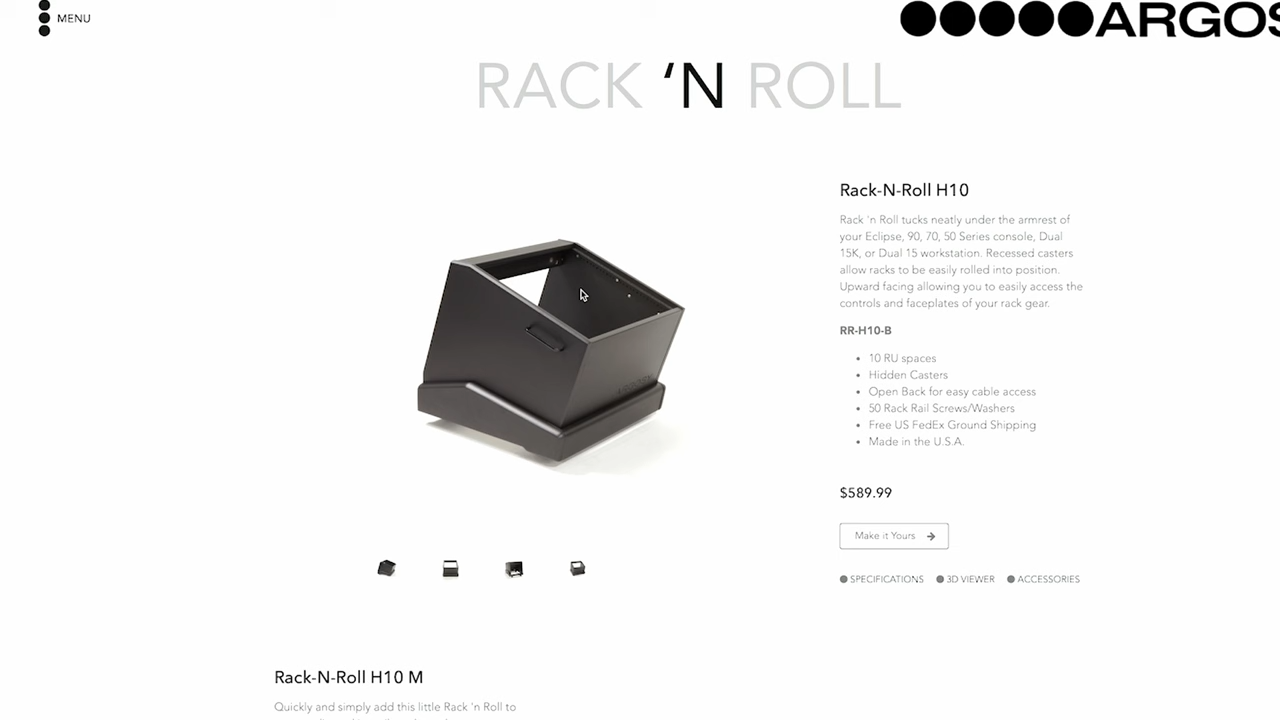 MENU
ARGOS
RACK ‘N ROLL
Rack-N-Roll H10
Rack 'n Roll tucks neatly under the armrest of
your Eclipse, 90, 70, 50 Series console, Dual
15K, or Dual 15 workstation. Recessed casters
allow racks to be easily rolled into position.
Upward facing allowing you to easily access the
controls and faceplates of your rack gear.
RR-H10-B
• 10 RU spaces
• Hidden Casters
• Open Back for easy cable access
• 50 Rack Rail Screws/Washers
• Free US FedEx Ground Shipping
• Made in the U.S.A.
$589.99
Make it Yours
SPECIFICATIONS 3D VIEWER ACCESSORIES
Rack-N-Roll H10 M
Quickly and simply add this little Rack 'n Roll to